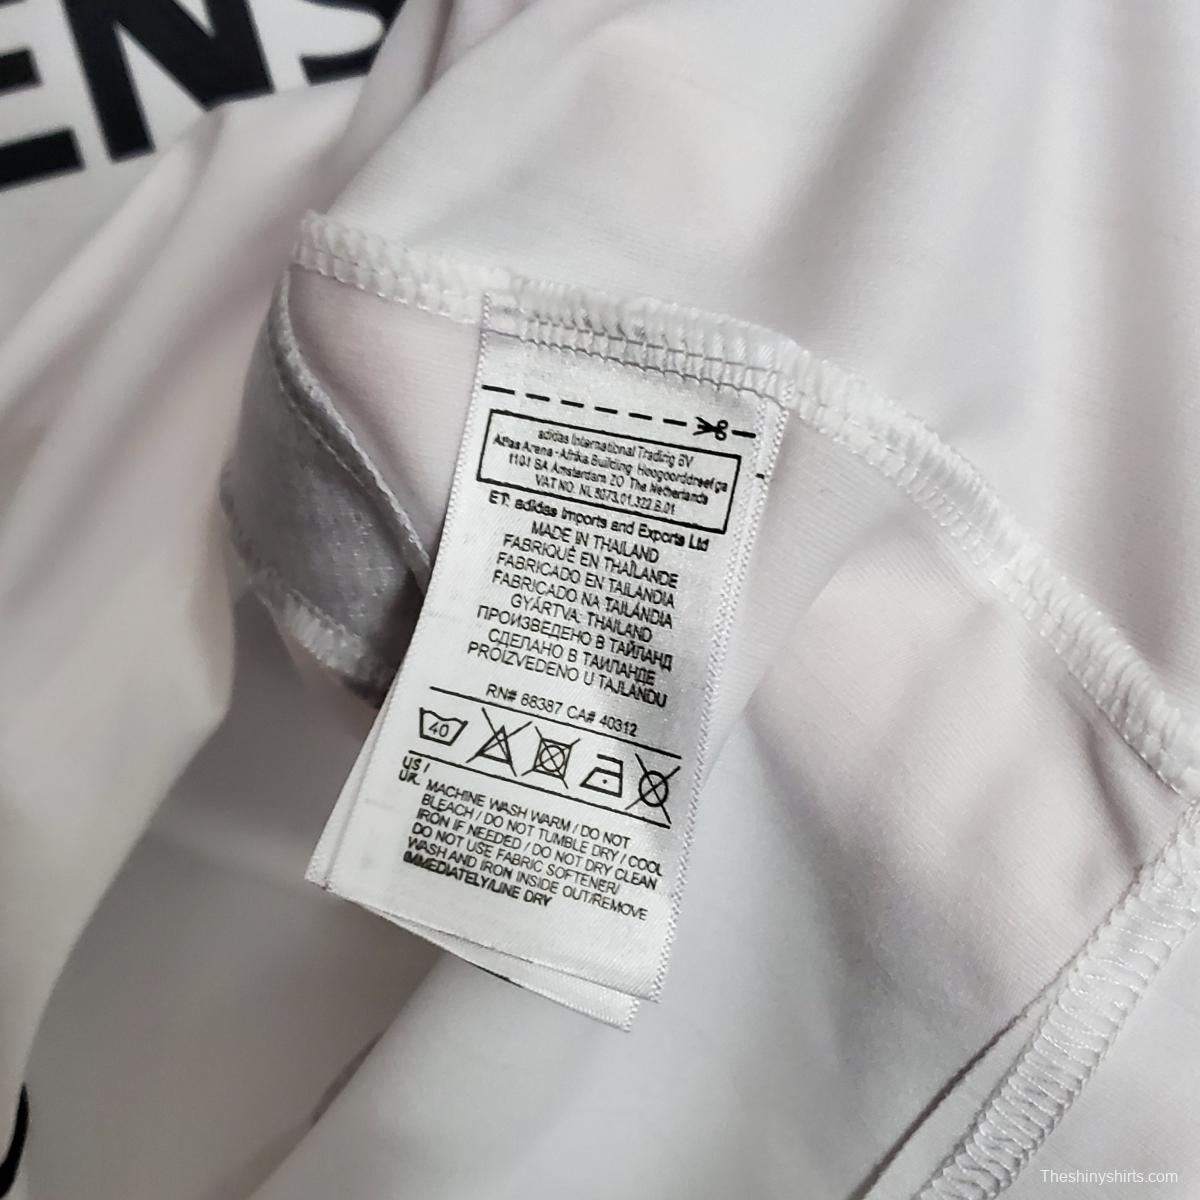 ENS
adidas International Trading BV
Atlas Arena - Afrika Building, Hoogoorddreef 9a
1101 BA Amsterdam ZO The Netherlands
VAT NO. NL 8073.01.322.B.01
ET: adidas Imports and Exports Ltd
MADE IN THAILAND
FABRIQUÉ EN THAÏLANDE
FABRICADO EN TAILANDIA
FABRICADO NA TAILÂNDIA
GYÁRTVA: THAILAND
ПРОИЗВЕДЕНО В ТАЙЛАНД
СДЕЛАНО В ТАИЛАНДЕ
PROIZVEDENO U TAJLANDU
RN# 88387 CA# 40312
40
US /
UK
MACHINE WASH WARM / DO NOT
BLEACH / DO NOT TUMBLE DRY / COOL
IRON IF NEEDED / DO NOT DRY CLEAN
DO NOT USE FABRIC SOFTENER/
WASH AND IRON INSIDE OUT/REMOVE
IMMEDIATELY/LINE DRY
Theshinyshirts.com